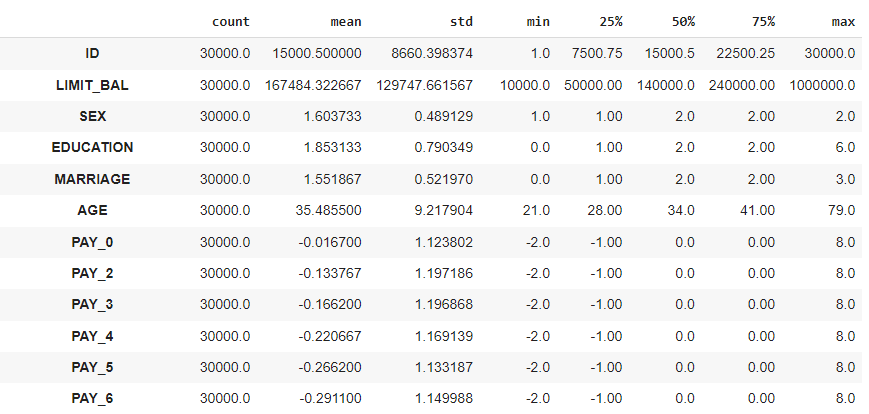 count mean std min 25% 50% 75% max
ID 30000.0 15000.500000 8660.398374 1.0 7500.75 15000.5 22500.25 30000.0
LIMIT_BAL 30000.0 167484.322667 129747.661567 10000.0 50000.00 140000.0 240000.00 1000000.0
SEX 30000.0 1.603733 0.489129 1.0 1.00 2.0 2.00 2.0
EDUCATION 30000.0 1.853133 0.790349 0.0 1.00 2.0 2.00 6.0
MARRIAGE 30000.0 1.551867 0.521970 0.0 1.00 2.0 2.00 3.0
AGE 30000.0 35.485500 9.217904 21.0 28.00 34.0 41.00 79.0
PAY_0 30000.0 -0.016700 1.123802 -2.0 -1.00 0.0 0.00 8.0
PAY_2 30000.0 -0.133767 1.197186 -2.0 -1.00 0.0 0.00 8.0
PAY_3 30000.0 -0.166200 1.196868 -2.0 -1.00 0.0 0.00 8.0
PAY_4 30000.0 -0.220667 1.169139 -2.0 -1.00 0.0 0.00 8.0
PAY_5 30000.0 -0.266200 1.133187 -2.0 -1.00 0.0 0.00 8.0
PAY_6 30000.0 -0.291100 1.149988 -2.0 -1.00 0.0 0.00 8.0